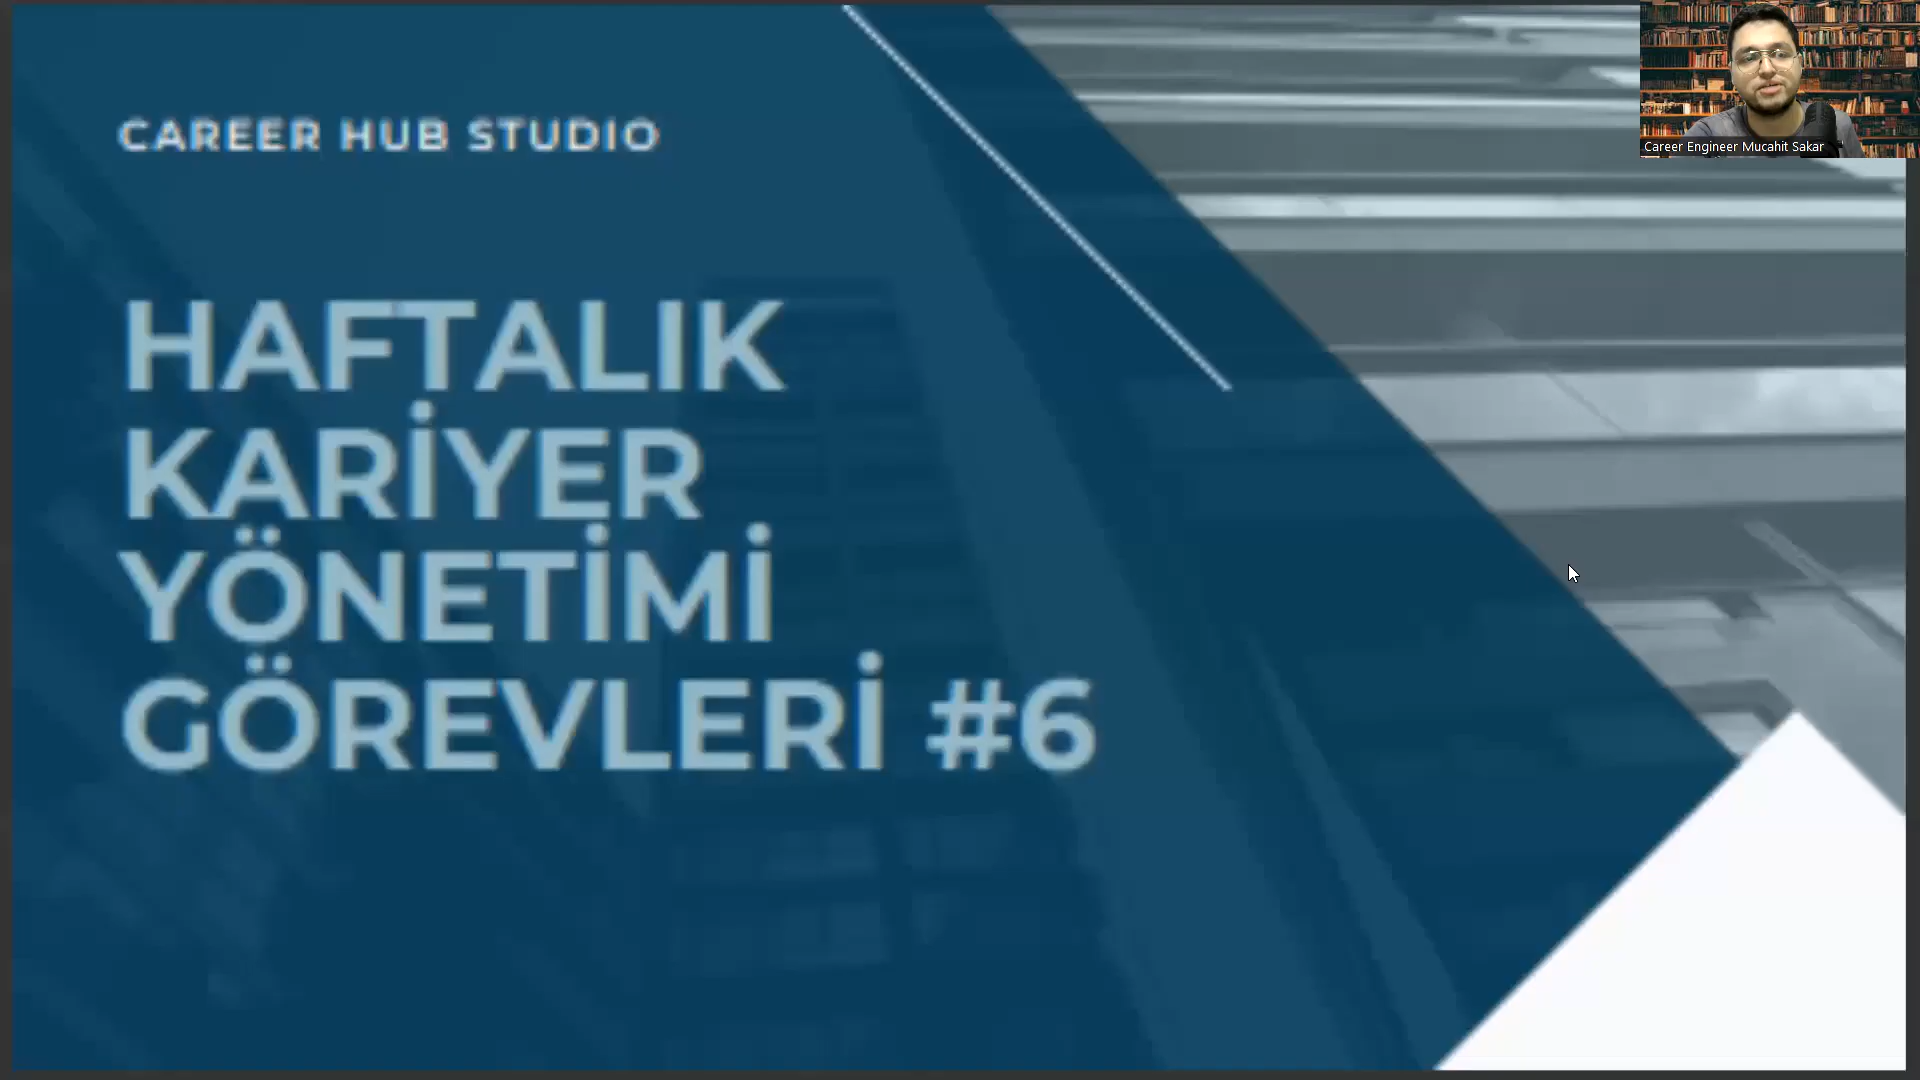 CAREER HUB STUDIO
HAFTALIK
KARİYER
YÖNETİMİ
GÖREVLERİ #6
Career Engineer Mucahit Sakar